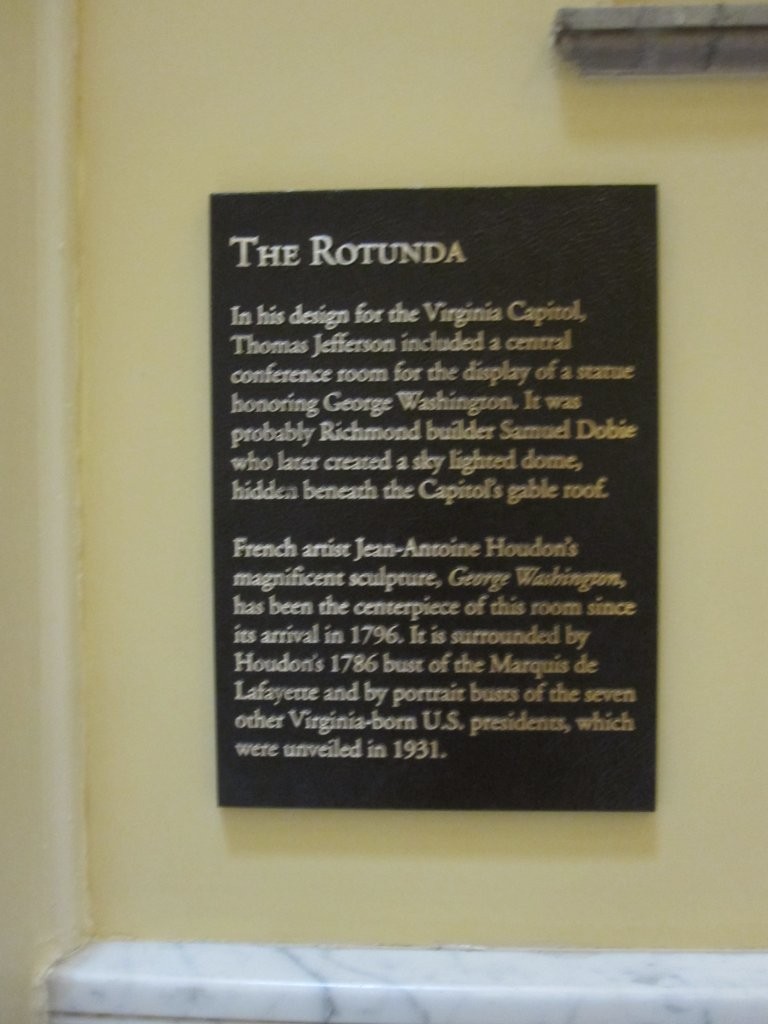 THE ROTUNDA
In his design for the Virginia Capitol,
Thomas Jefferson included a central
conference room for the display of a statue
honoring George Washington. It was
probably Richmond builder Samuel Dobie
who later created a sky lighted dome,
hidden beneath the Capitol's gable roof.
French artist Jean-Antoine Houdon's
magnificent sculpture, George Washington,
has been the centerpiece of this room since
its arrival in 1796. It is surrounded by
Houdon's 1786 bust of the Marquis de
Lafayette and by portrait busts of the seven
other Virginia-born U.S. presidents, which
were unveiled in 1931.